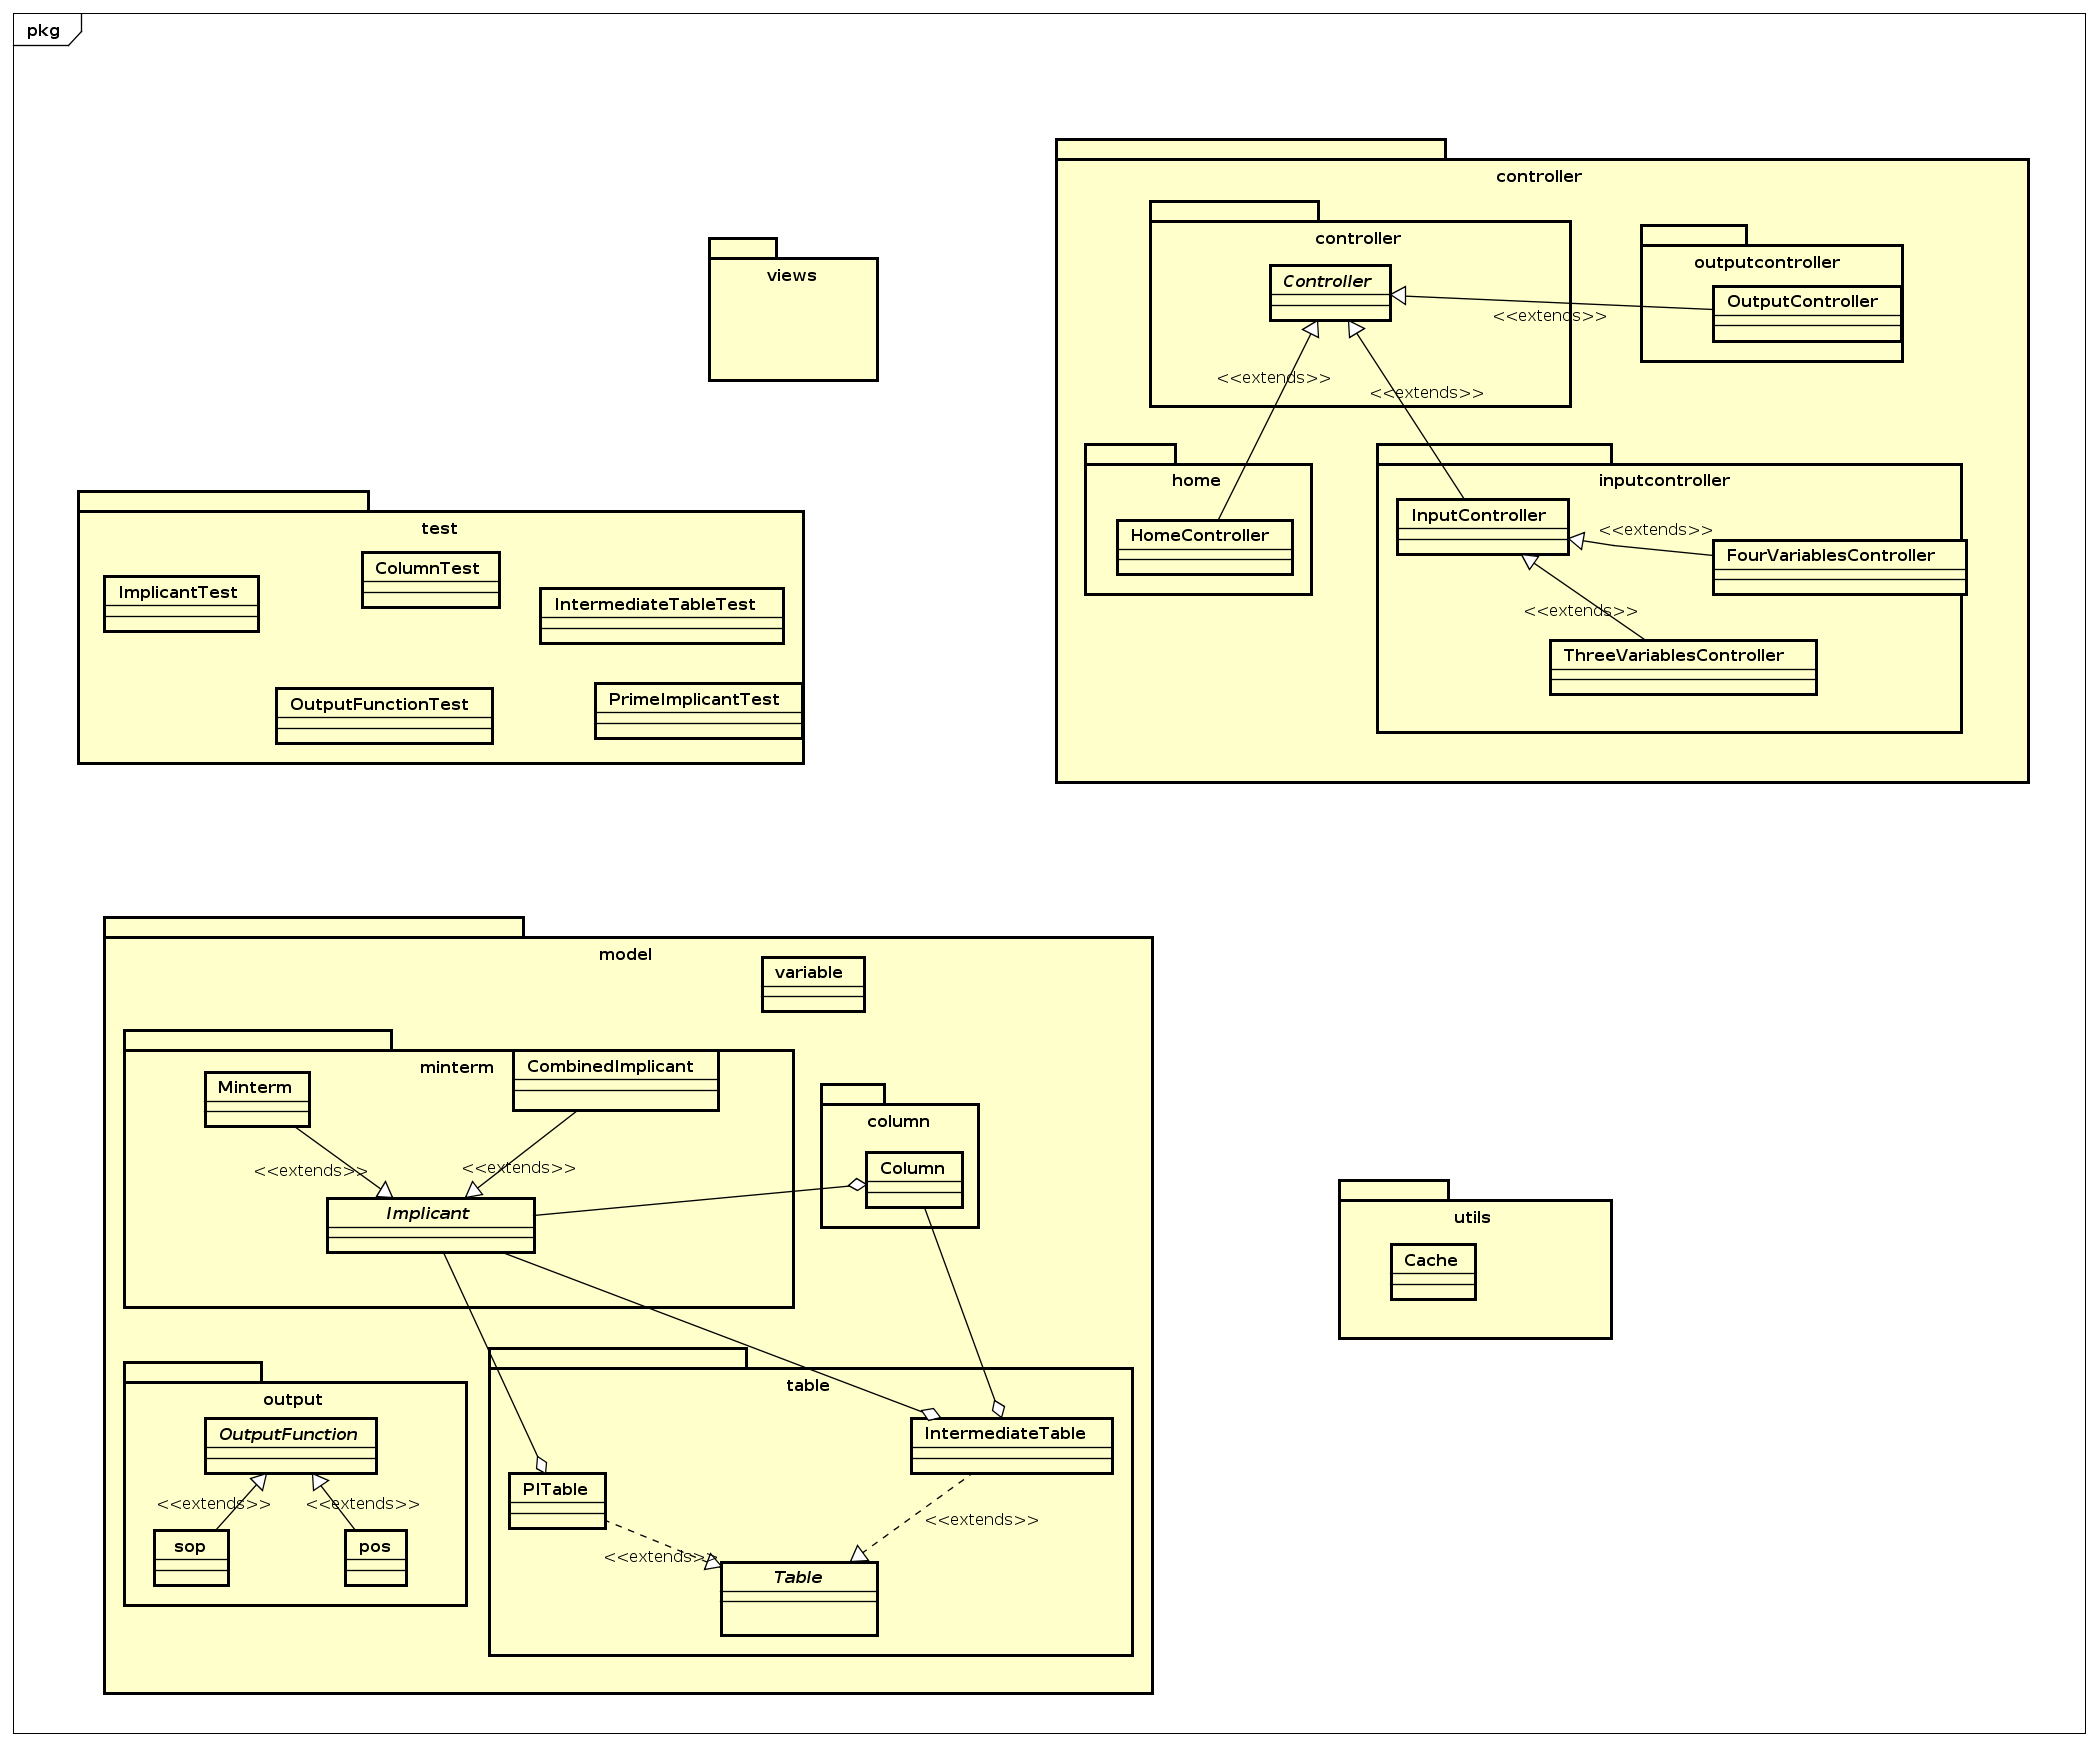 pkg
controller
controller
Controller
outputcontroller
OutputController
<<extends>>
<<extends>>
<<extends>>
home
HomeController
inputcontroller
InputController
<<extends>>
FourVariablesController
<<extends>>
ThreeVariablesController
views
test
ImplicantTest
ColumnTest
IntermediateTableTest
OutputFunctionTest
PrimeImplicantTest
model
variable
minterm
Minterm
CombinedImplicant
<<extends>>
<<extends>>
Implicant
column
Column
output
OutputFunction
<<extends>>
<<extends>>
sop
pos
table
IntermediateTable
PITable
<<extends>>
<<extends>>
Table
utils
Cache